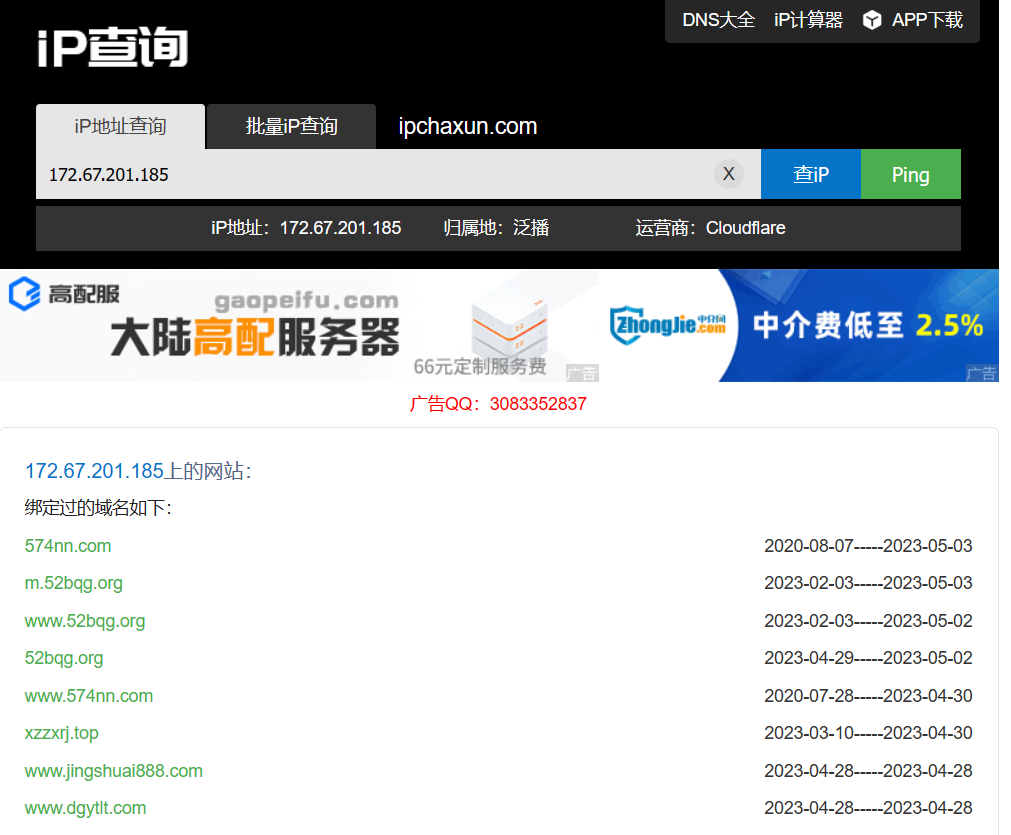 DNS大全 iP计算器 APP下载
iP查询
iP地址查询 批量iP查询 ipchaxun.com
172.67.201.185 X 查iP Ping
iP地址：172.67.201.185 归属地：泛播 运营商：Cloudflare
高配服 gaopeifu.com
大陆高配服务器
66元定制服务费 广告
ZhongJie.com 中介网 中介费低至 2.5% 广告
广告QQ：3083352837
172.67.201.185上的网站：
绑定过的域名如下：
574nn.com 2020-08-07-----2023-05-03
m.52bqg.org 2023-02-03-----2023-05-03
www.52bqg.org 2023-02-03-----2023-05-02
52bqg.org 2023-04-29-----2023-05-02
www.574nn.com 2020-07-28-----2023-04-30
xzzxrj.top 2023-03-10-----2023-04-30
www.jingshuai888.com 2023-04-28-----2023-04-28
www.dgytlt.com 2023-04-28-----2023-04-28